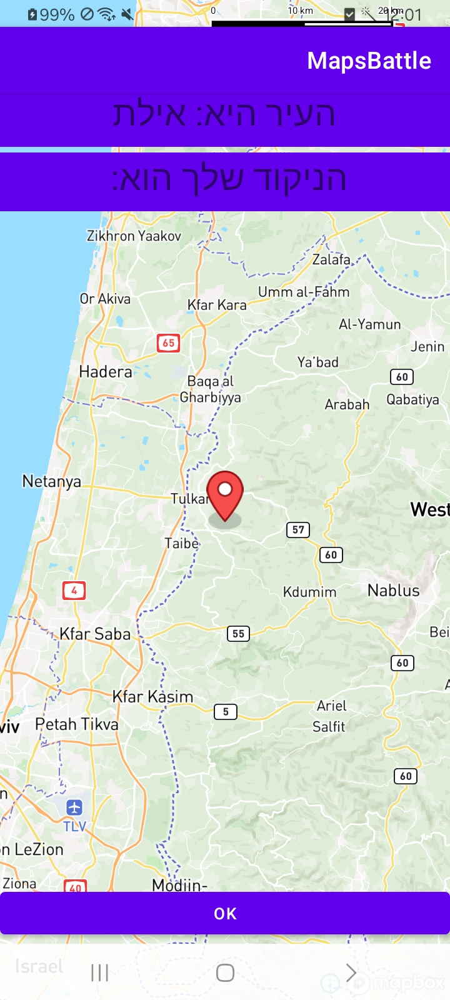 99%
0 10 km 20 km
12:01
MapsBattle
העיר היא: אילת
הניקוד שלך הוא:
Zikhron Yaakov
Zalafa
Umm al-Fahm
Or Akiva
Kfar Kara
Al-Yamun
65
Jenin
Ya'bad
Hadera
60
Baqa al
Gharbiyya
Qabatiya
Arabah
Netanya
Tulkar
West
57
Taibe
60
4
Kdumim
Nablus
Kfar Saba
55
Bei
60
A
Kfar Kasim
Ariel
5
viv
Petah Tikva
Salfit
60
n
TLV
on LeZion
Ziona
40
Modiin-
OK
Israel
mapbox